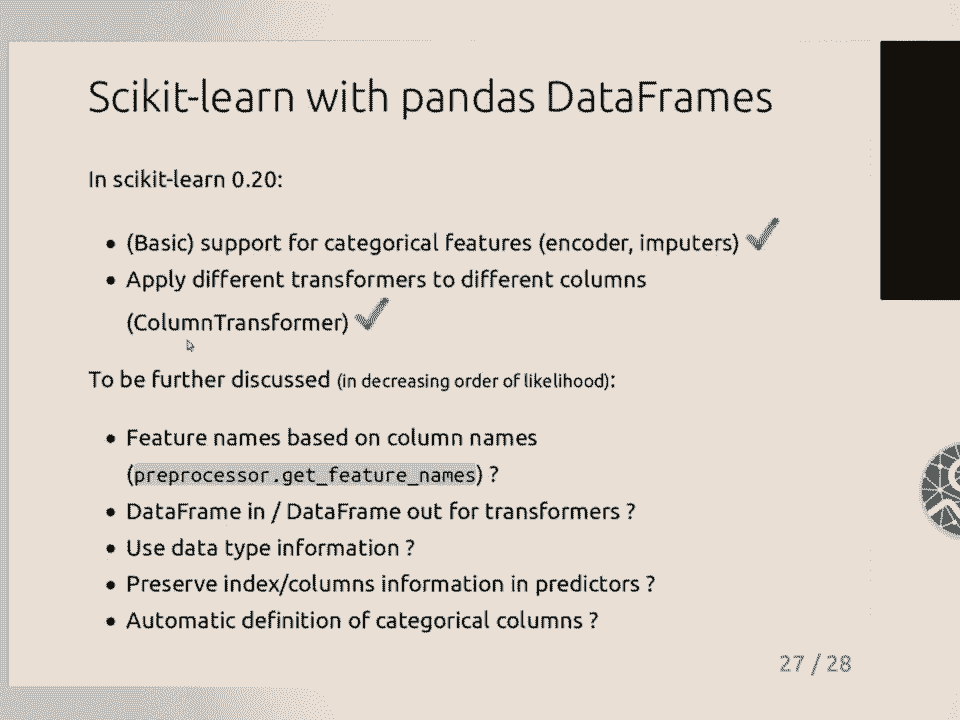 Scikit-learn with pandas DataFrames
In scikit-learn 0.20:
• (Basic) support for categorical features (encoder, imputers) ✔
• Apply different transformers to different columns
(ColumnTransformer) ✔
To be further discussed (in decreasing order of likelihood):
• Feature names based on column names
(preprocessor.get_feature_names) ?
• DataFrame in / DataFrame out for transformers ?
• Use data type information ?
• Preserve index/columns information in predictors ?
• Automatic definition of categorical columns ?
27 / 28